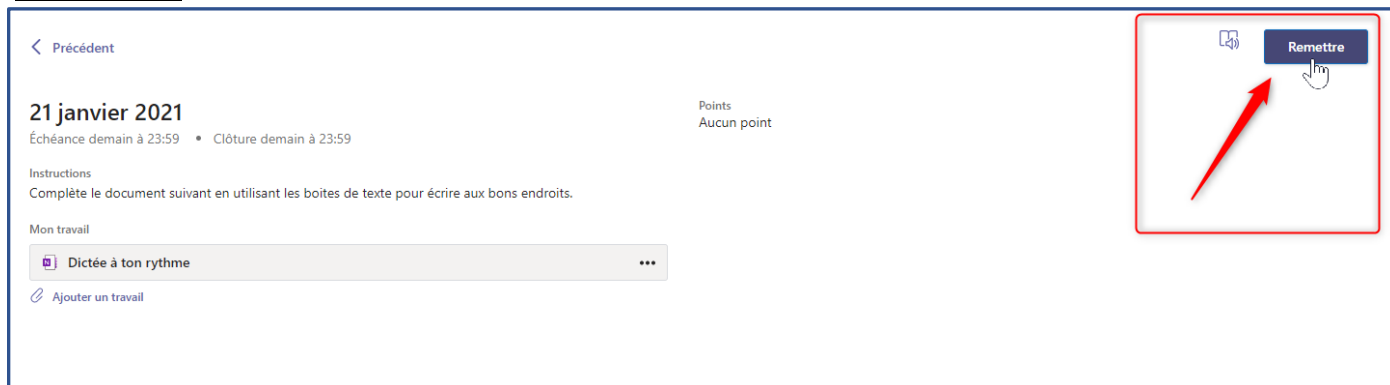 Précédent
Remettre
21 janvier 2021
Échéance demain à 23:59 • Clôture demain à 23:59
Points
Aucun point
Instructions
Complète le document suivant en utilisant les boites de texte pour écrire aux bons endroits.
Mon travail
Dictée à ton rythme
Ajouter un travail